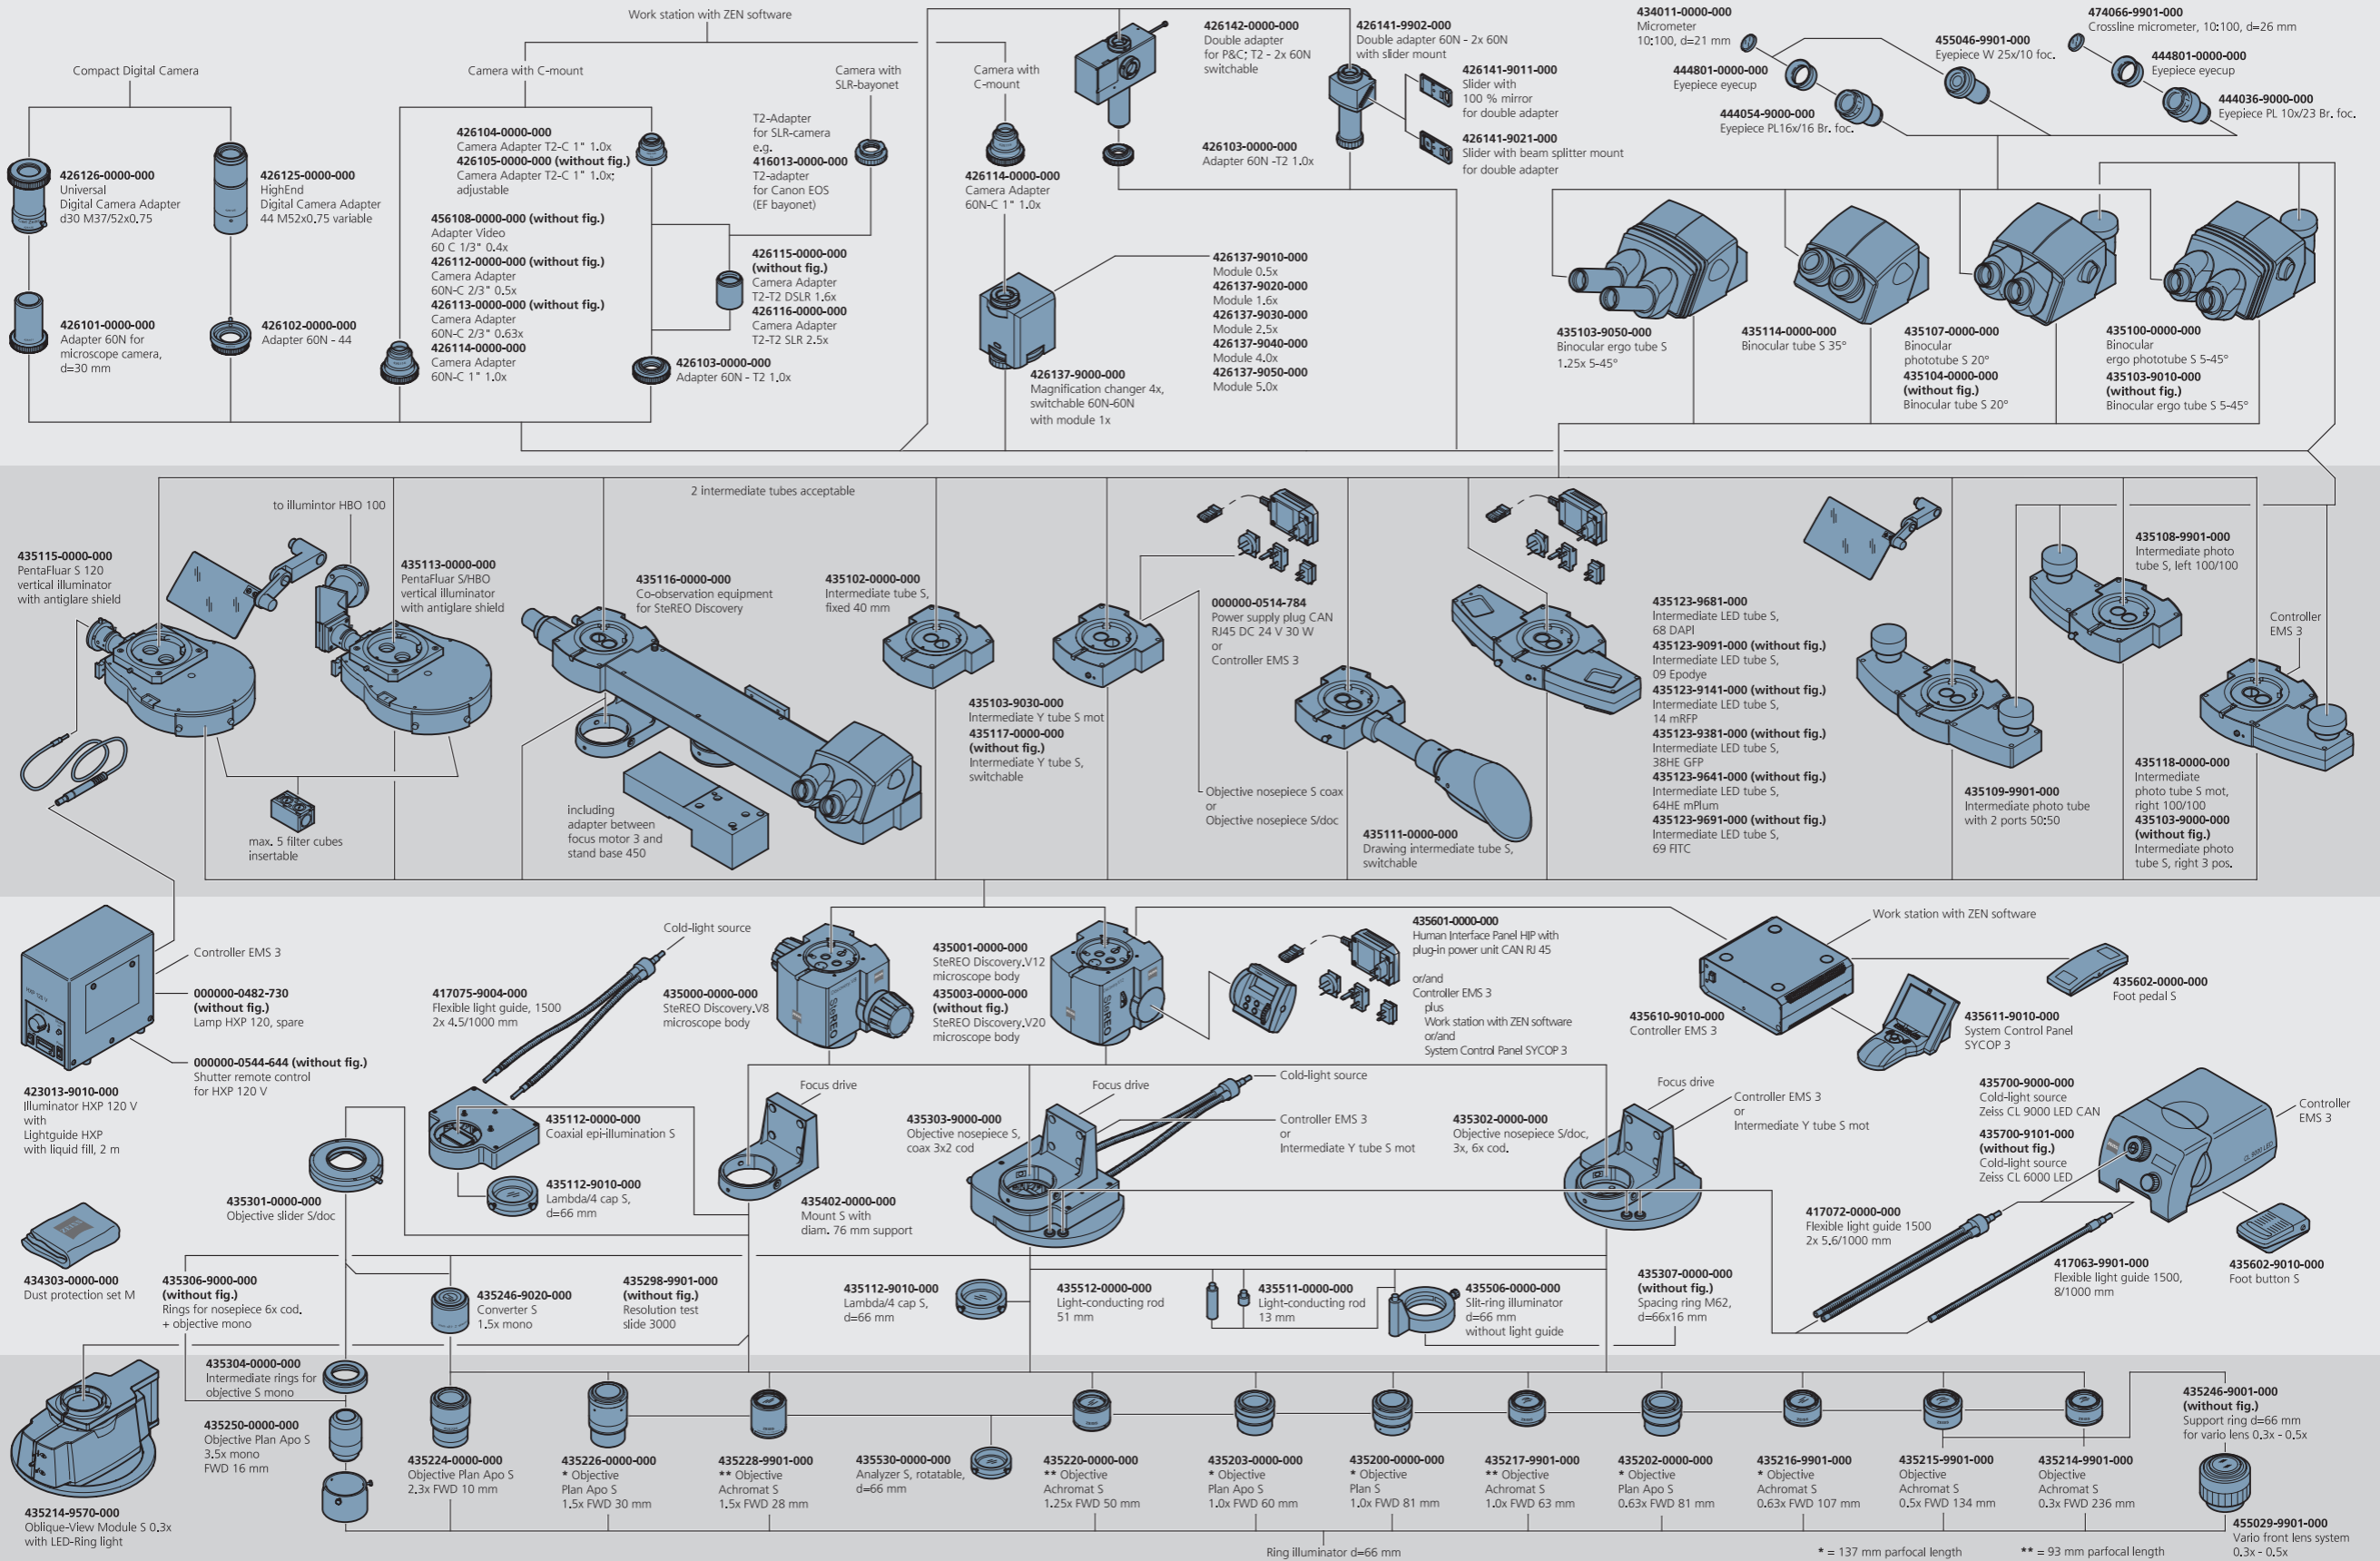 Work station with ZEN software
Compact Digital Camera
Camera with C-mount
Camera with
SLR-bayonet
Camera with
C-mount
426126-0000-000
Universal
Digital Camera Adapter
d30 M37/52x0.75
426125-0000-000
HighEnd
Digital Camera Adapter
44 M52x0.75 variable
426101-0000-000
Adapter 60N for
microscope camera,
d=30 mm
426102-0000-000
Adapter 60N - 44
426104-0000-000
Camera Adapter T2-C 1" 1.0x
426105-0000-000 (without fig.)
Camera Adapter T2-C 1" 1.0x;
adjustable
456108-0000-000 (without fig.)
Adapter Video
60 C 1/3" 0.4x
426112-0000-000 (without fig.)
Camera Adapter
60N-C 2/3" 0.5x
426113-0000-000 (without fig.)
Camera Adapter
60N-C 2/3" 0.63x
426114-0000-000
Camera Adapter
60N-C 1" 1.0x
T2-Adapter
for SLR-camera
e.g.
416013-0000-000
T2-adapter
for Canon EOS
(EF bayonet)
426115-0000-000
(without fig.)
Camera Adapter
T2-T2 DSLR 1.6x
426116-0000-000
Camera Adapter
T2-T2 SLR 2.5x
426103-0000-000
Adapter 60N - T2 1.0x
426114-0000-000
Camera Adapter
60N-C 1" 1.0x
426142-0000-000
Double adapter
for P&C; T2 - 2x 60N
switchable
426103-0000-000
Adapter 60N -T2 1.0x
426141-9902-000
Double adapter 60N - 2x 60N
with slider mount
426141-9011-000
Slider with
100 % mirror
for double adapter
426141-9021-000
Slider with beam splitter mount
for double adapter
426137-9010-000
Module 0.5x
426137-9020-000
Module 1.6x
426137-9030-000
Module 2,5x
426137-9040-000
Module 4.0x
426137-9050-000
Module 5.0x
426137-9000-000
Magnification changer 4x,
switchable 60N-60N
with module 1x
434011-0000-000
Micrometer
10:100, d=21 mm
444801-0000-000
Eyepiece eyecup
444054-9000-000
Eyepiece PL16x/16 Br. foc.
455046-9901-000
Eyepiece W 25x/10 foc.
474066-9901-000
Crossline micrometer, 10:100, d=26 mm
444801-0000-000
Eyepiece eyecup
444036-9000-000
Eyepiece PL 10x/23 Br. foc.
435103-9050-000
Binocular ergo tube S
1.25x 5-45°
435114-0000-000
Binocular tube S 35°
435107-0000-000
Binocular
phototube S 20°
435104-0000-000
(without fig.)
Binocular tube S 20°
435100-0000-000
Binocular
ergo phototube S 5-45°
435103-9010-000
(without fig.)
Binocular ergo tube S 5-45°
2 intermediate tubes acceptable
to illumintor HBO 100
435115-0000-000
PentaFluar S 120
vertical illuminator
with antiglare shield
435113-0000-000
PentaFluar S/HBO
vertical illuminator
with antiglare shield
max. 5 filter cubes
insertable
435116-0000-000
Co-observation equipment
for SteREO Discovery
including
adapter between
focus motor 3 and
stand base 450
435102-0000-000
Intermediate tube S,
fixed 40 mm
435103-9030-000
Intermediate Y tube S mot
435117-0000-000
(without fig.)
Intermediate Y tube S,
switchable
000000-0514-784
Power supply plug CAN
RJ45 DC 24 V 30 W
or
Controller EMS 3
Objective nosepiece S coax
or
Objective nosepiece S/doc
435111-0000-000
Drawing intermediate tube S,
switchable
435123-9681-000
Intermediate LED tube S,
68 DAPI
435123-9091-000 (without fig.)
Intermediate LED tube S,
09 Epodye
435123-9141-000 (without fig.)
Intermediate LED tube S,
14 mRFP
435123-9381-000 (without fig.)
Intermediate LED tube S,
38HE GFP
435123-9641-000 (without fig.)
Intermediate LED tube S,
64HE mPlum
435123-9691-000 (without fig.)
Intermediate LED tube S,
69 FITC
435109-9901-000
Intermediate photo tube
with 2 ports 50:50
435108-9901-000
Intermediate photo
tube S, left 100/100
Controller
EMS 3
435118-0000-000
Intermediate
photo tube S mot,
right 100/100
435103-9000-000
(without fig.)
Intermediate photo
tube S, right 3 pos.
Controller EMS 3
000000-0482-730
(without fig.)
Lamp HXP 120, spare
000000-0544-644 (without fig.)
Shutter remote control
for HXP 120 V
HXP 120 V
423013-9010-000
Illuminator HXP 120 V
with
Lightguide HXP
with liquid fill, 2 m
Cold-light source
417075-9004-000
Flexible light guide, 1500
2x 4.5/1000 mm
435000-0000-000
SteREO Discovery.V8
microscope body
SteREO
435001-0000-000
SteREO Discovery.V12
microscope body
435003-0000-000
(without fig.)
SteREO Discovery.V20
microscope body
SteREO
435601-0000-000
Human Interface Panel HIP with
plug-in power unit CAN RJ 45
or/and
Controller EMS 3
plus
Work station with ZEN software
or/and
System Control Panel SYCOP 3
Work station with ZEN software
435602-0000-000
Foot pedal S
435610-9010-000
Controller EMS 3
435611-9010-000
System Control Panel
SYCOP 3
435112-0000-000
Coaxial epi-illumination S
435112-9010-000
Lambda/4 cap S,
d=66 mm
435301-0000-000
Objective slider S/doc
Focus drive
435402-0000-000
Mount S with
diam. 76 mm support
Focus drive
435303-9000-000
Objective nosepiece S,
coax 3x2 cod
Cold-light source
Controller EMS 3
or
Intermediate Y tube S mot
435302-0000-000
Objective nosepiece S/doc,
3x, 6x cod.
Focus drive
Controller EMS 3
or
Intermediate Y tube S mot
435700-9000-000
Cold-light source
Zeiss CL 9000 LED CAN
435700-9101-000
(without fig.)
Cold-light source
Zeiss CL 6000 LED
Controller
EMS 3
417072-0000-000
Flexible light guide 1500
2x 5.6/1000 mm
417063-9901-000
Flexible light guide 1500,
8/1000 mm
435602-9010-000
Foot button S
434303-0000-000
Dust protection set M
435306-9000-000
(without fig.)
Rings for nosepiece 6x cod.
+ objective mono
435246-9020-000
Converter S
1.5x mono
435298-9901-000
(without fig.)
Resolution test
slide 3000
435112-9010-000
Lambda/4 cap S,
d=66 mm
435512-0000-000
Light-conducting rod
51 mm
435511-0000-000
Light-conducting rod
13 mm
435506-0000-000
Slit-ring illuminator
d=66 mm
without light guide
435307-0000-000
(without fig.)
Spacing ring M62,
d=66x16 mm
435304-0000-000
Intermediate rings for
objective S mono
435250-0000-000
Objective Plan Apo S
3.5x mono
FWD 16 mm
435214-9570-000
Oblique-View Module S 0.3x
with LED-Ring light
435224-0000-000
Objective Plan Apo S
2.3x FWD 10 mm
435226-0000-000
* Objective
Plan Apo S
1.5x FWD 30 mm
435228-9901-000
** Objective
Achromat S
1.5x FWD 28 mm
435530-0000-000
Analyzer S, rotatable,
d=66 mm
435220-0000-000
** Objective
Achromat S
1.25x FWD 50 mm
435203-0000-000
* Objective
Plan Apo S
1.0x FWD 60 mm
435200-0000-000
* Objective
Plan S
1.0x FWD 81 mm
435217-9901-000
** Objective
Achromat S
1.0x FWD 63 mm
435202-0000-000
* Objective
Plan Apo S
0.63x FWD 81 mm
435216-9901-000
* Objective
Achromat S
0.63x FWD 107 mm
435215-9901-000
Objective
Achromat S
0.5x FWD 134 mm
435214-9901-000
Objective
Achromat S
0.3x FWD 236 mm
435246-9001-000
(without fig.)
Support ring d=66 mm
for vario lens 0.3x - 0.5x
455029-9901-000
Vario front lens system
0.3x - 0.5x
Ring illuminator d=66 mm
* = 137 mm parfocal length
** = 93 mm parfocal length